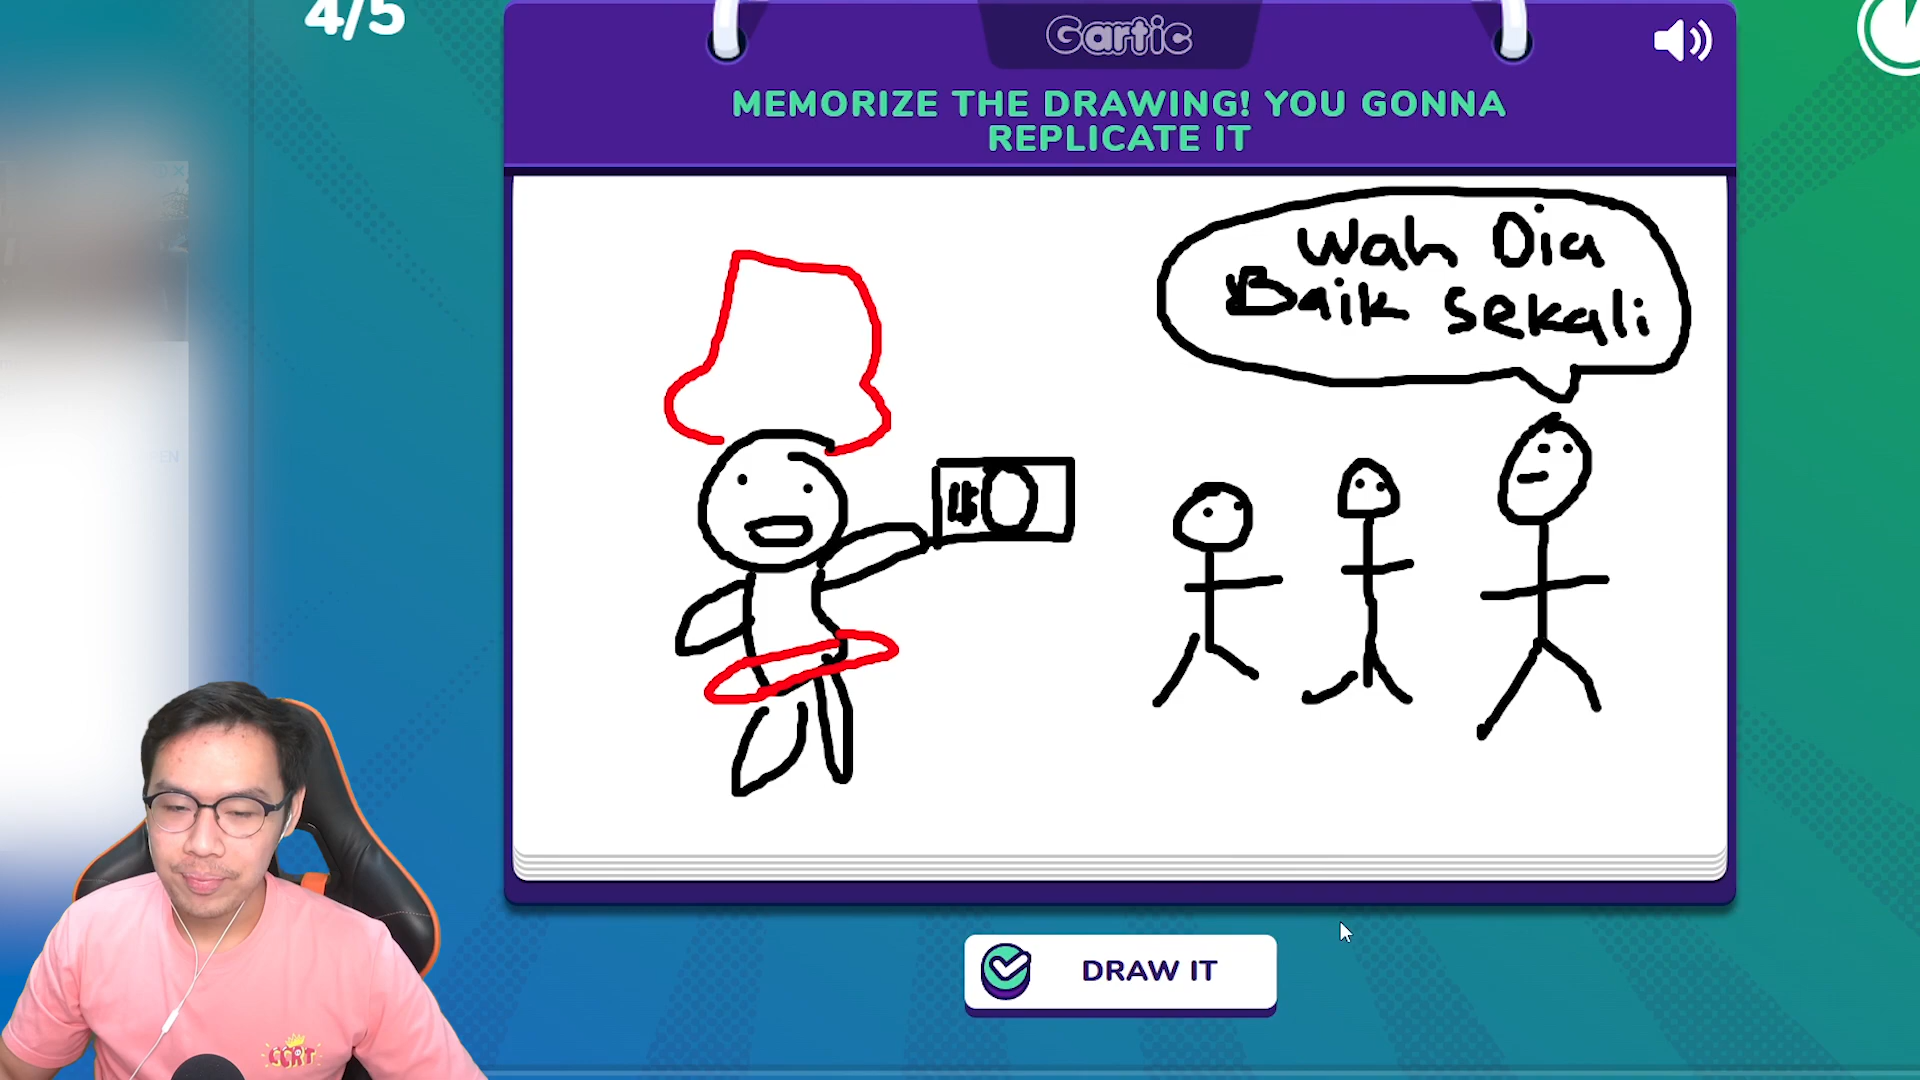 4/5
Gartic
MEMORIZE THE DRAWING! YOU GONNA
REPLICATE IT
Wah Dia
Baik Sekali
DRAW IT